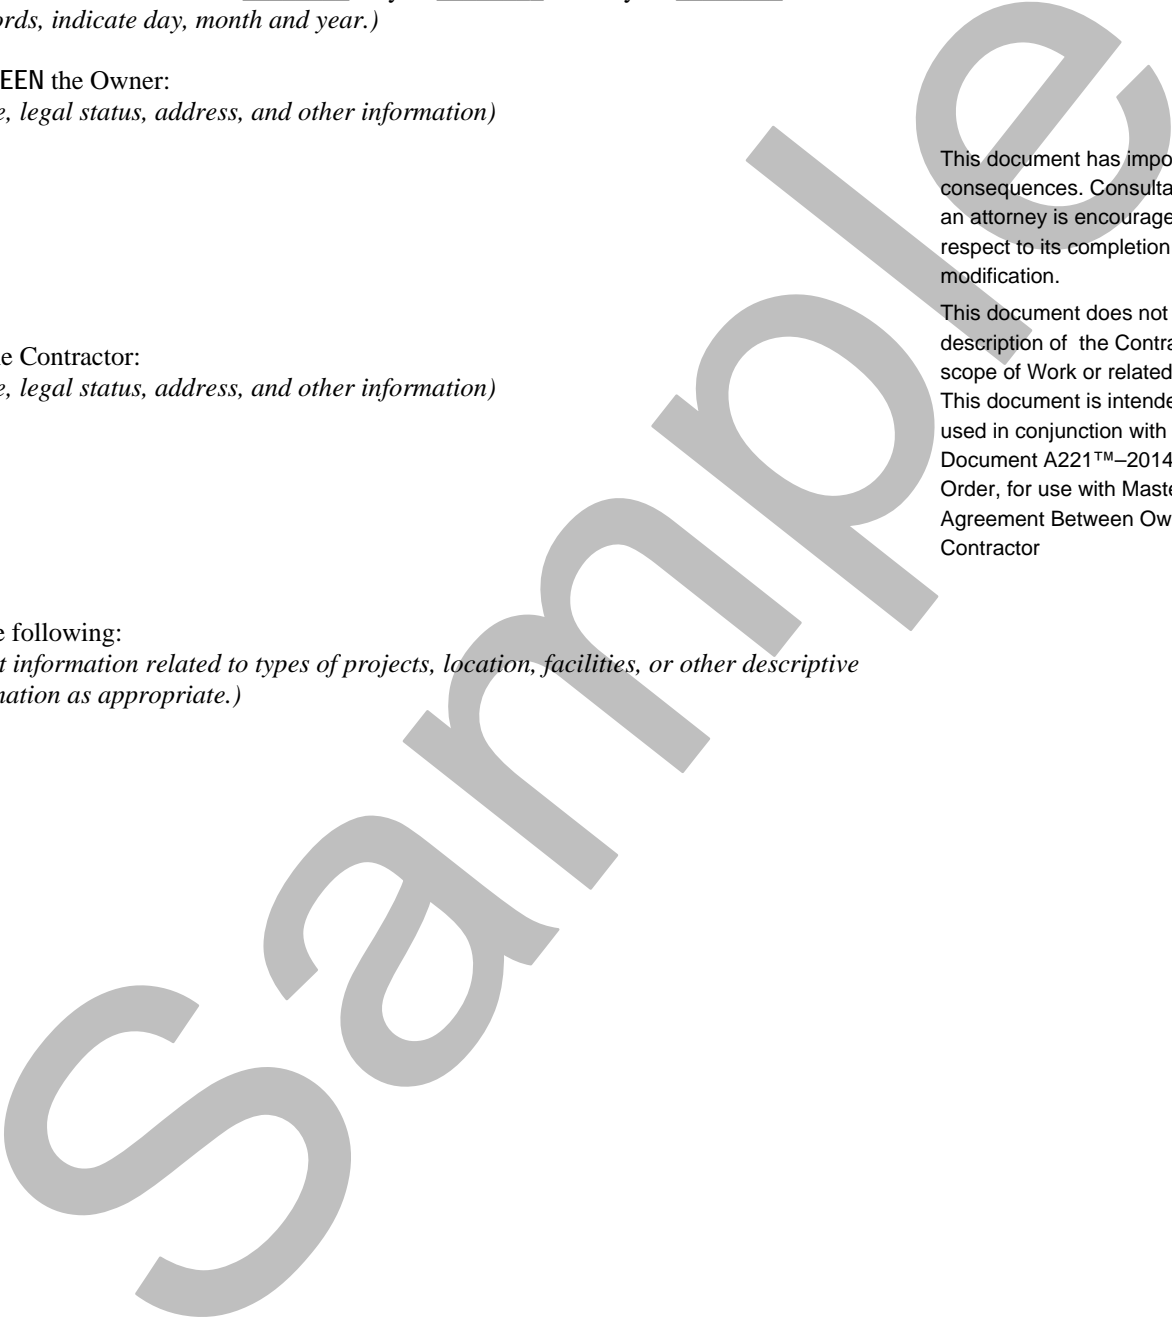 ords, indicate day, month and year.)
EEN the Owner:
e, legal status, address, and other information)
e Contractor:
e, legal status, address, and other information)
e following:
t information related to types of projects, location, facilities, or other descriptive
nation as appropriate.)
This document has impo
consequences. Consulta
an attorney is encourage
respect to its completion
modification.
This document does not
description of the Contra
scope of Work or related
This document is intende
used in conjunction with
Document A221™–2014
Order, for use with Maste
Agreement Between Ow
Contractor
Sample